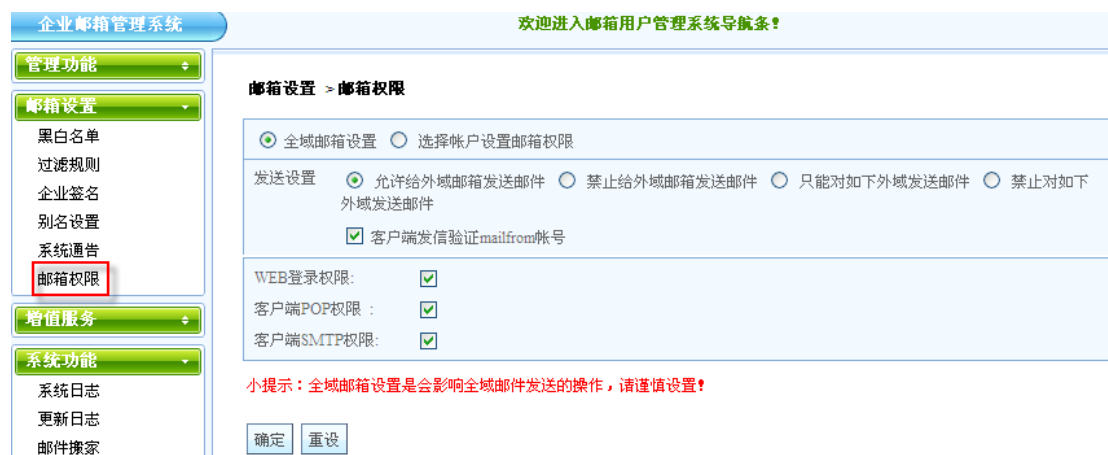 企业邮箱管理系统
欢迎进入邮箱用户管理系统导航条!
管理功能
邮箱设置
黑白名单
过滤规则
企业签名
别名设置
系统通告
邮箱权限
增值服务
系统功能
系统日志
更新日志
邮件搬家
邮箱设置 >邮箱权限
全域邮箱设置 选择帐户设置邮箱权限
发送设置 允许给外域邮箱发送邮件 禁止给外域邮箱发送邮件 只能对如下外域发送邮件 禁止对如下
外域发送邮件
客户端发信验证mailfrom帐号
WEB登录权限:
客户端POP权限 :
客户端SMTP权限:
小提示：全域邮箱设置是会影响全域邮件发送的操作，请谨慎设置!
确定 重设